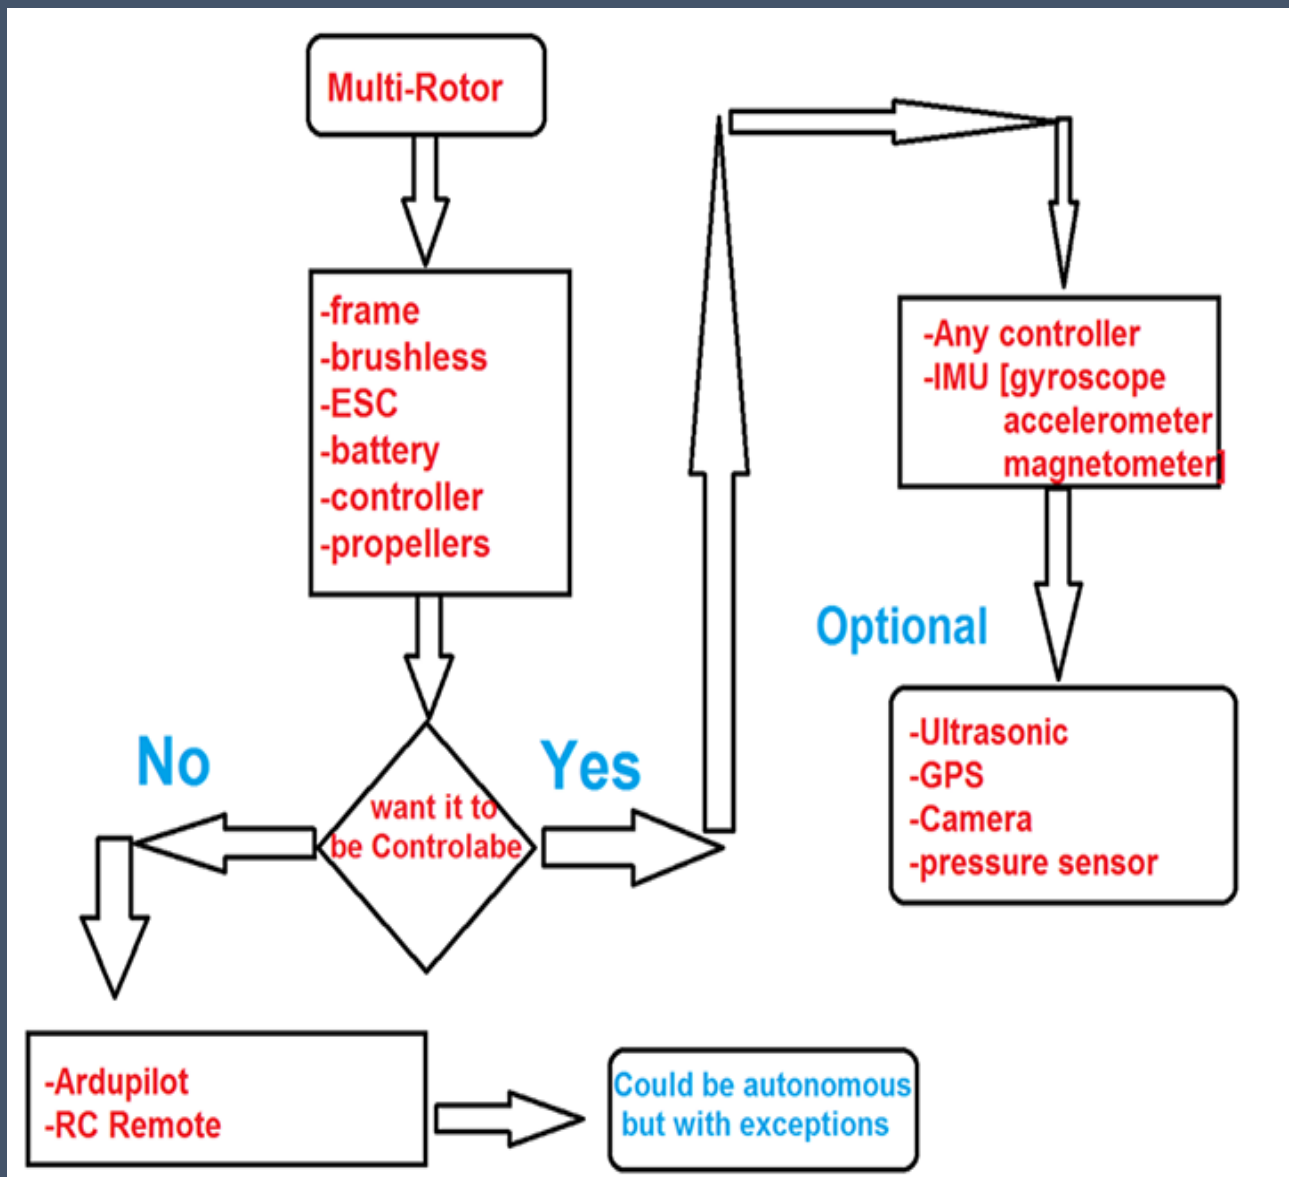 Multi-Rotor
-frame
-brushless
-ESC
-battery
-controller
-propellers
want it to
be Controlabe
No
Yes
-Ardupilot
-RC Remote
Could be autonomous
but with exceptions
-Any controller
-IMU [gyroscope
accelerometer
magnetometer]
Optional
-Ultrasonic
-GPS
-Camera
-pressure sensor